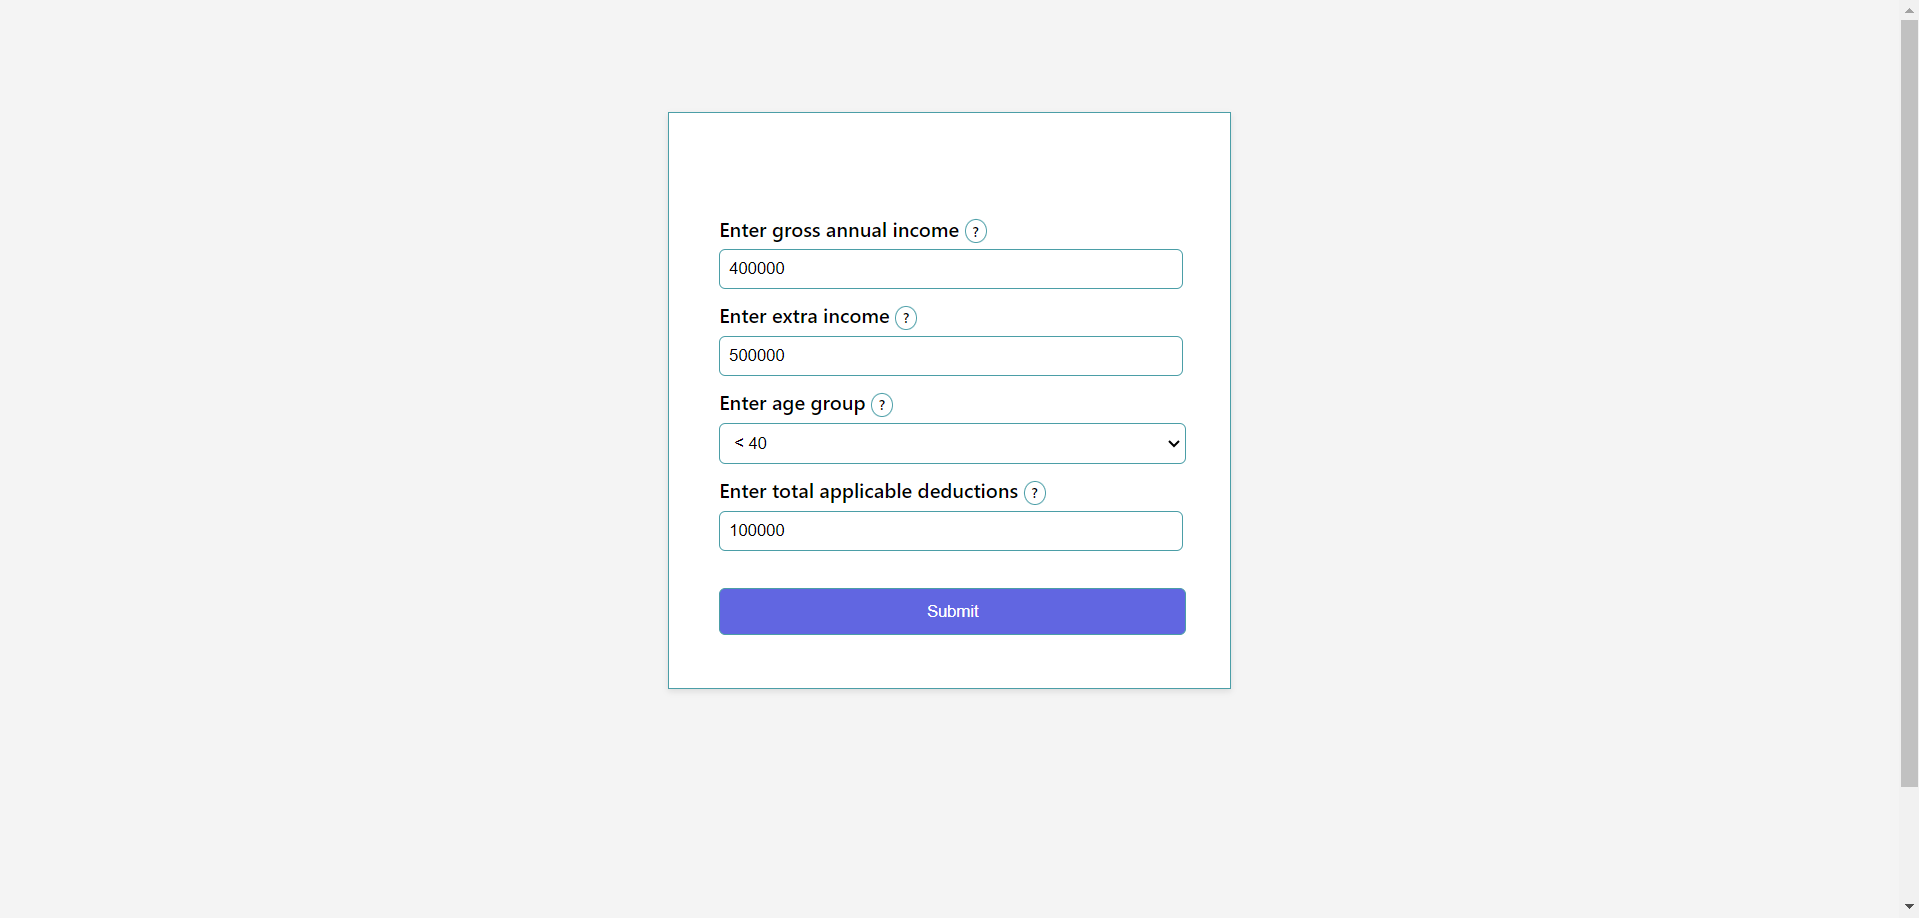 Enter gross annual income ?
400000
Enter extra income ?
500000
Enter age group ?
< 40
Enter total applicable deductions ?
100000
Submit